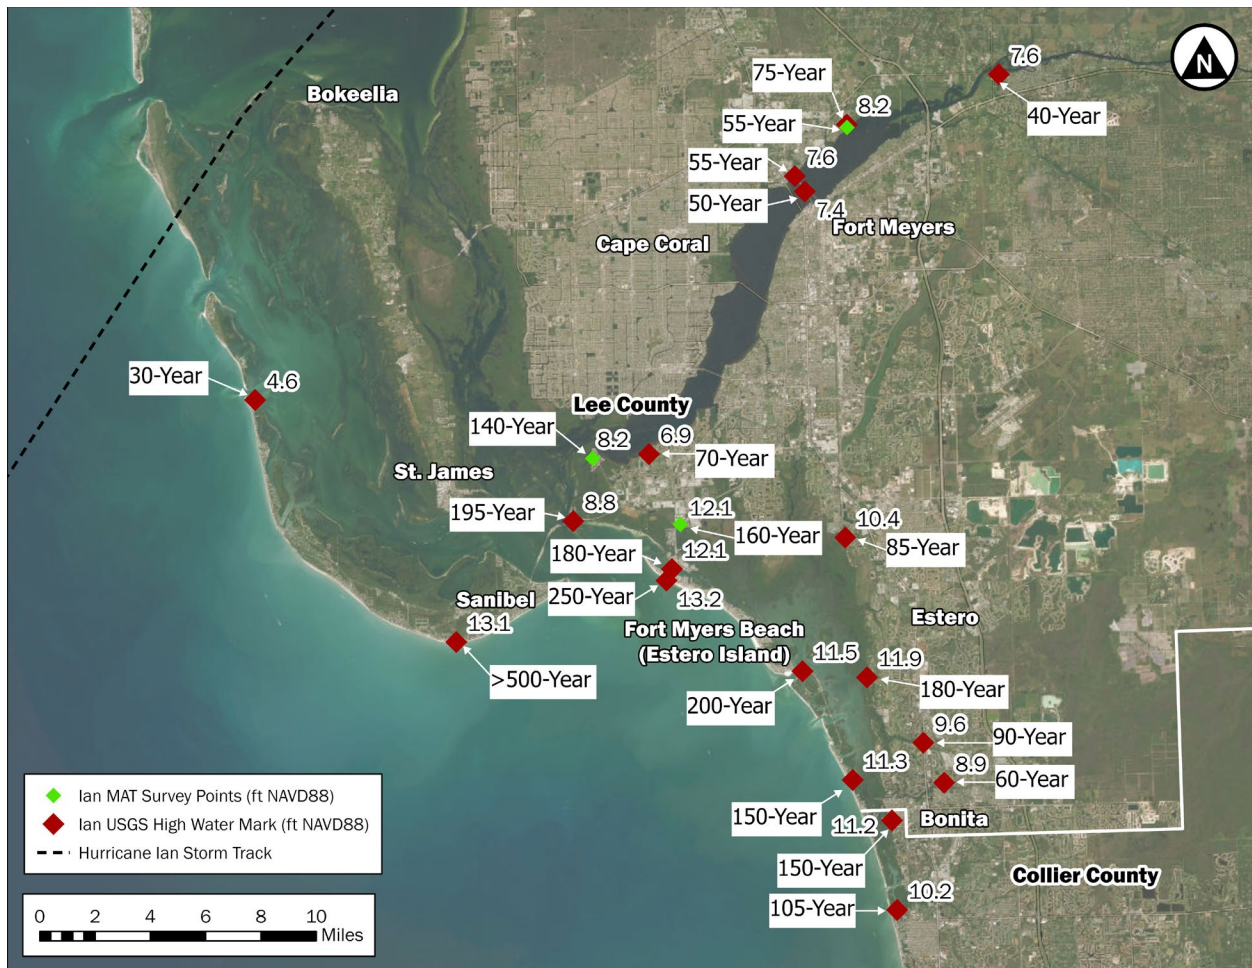 N
7.6
75-Year
Bokeelia
8.2
40-Year
55-Year
7.6
55-Year
50-Year
7.4
Fort Meyers
Cape Coral
30-Year
4.6
Lee County
140-Year
8.2
6.9
70-Year
St. James
195-Year
8.8
12.1
10.4
160-Year
85-Year
180-Year
12.1
250-Year
13.2
Sanibel
13.1
Estero
Fort Myers Beach
(Estero Island)
>500-Year
11.5
11.9
180-Year
200-Year
9.6
90-Year
11.3
8.9
60-Year
150-Year
11.2
Bonita
150-Year
Collier County
10.2
105-Year
Ian MAT Survey Points (ft NAVD88)
Ian USGS High Water Mark (ft NAVD88)
Hurricane Ian Storm Track
0 2 4 6 8 10
Miles